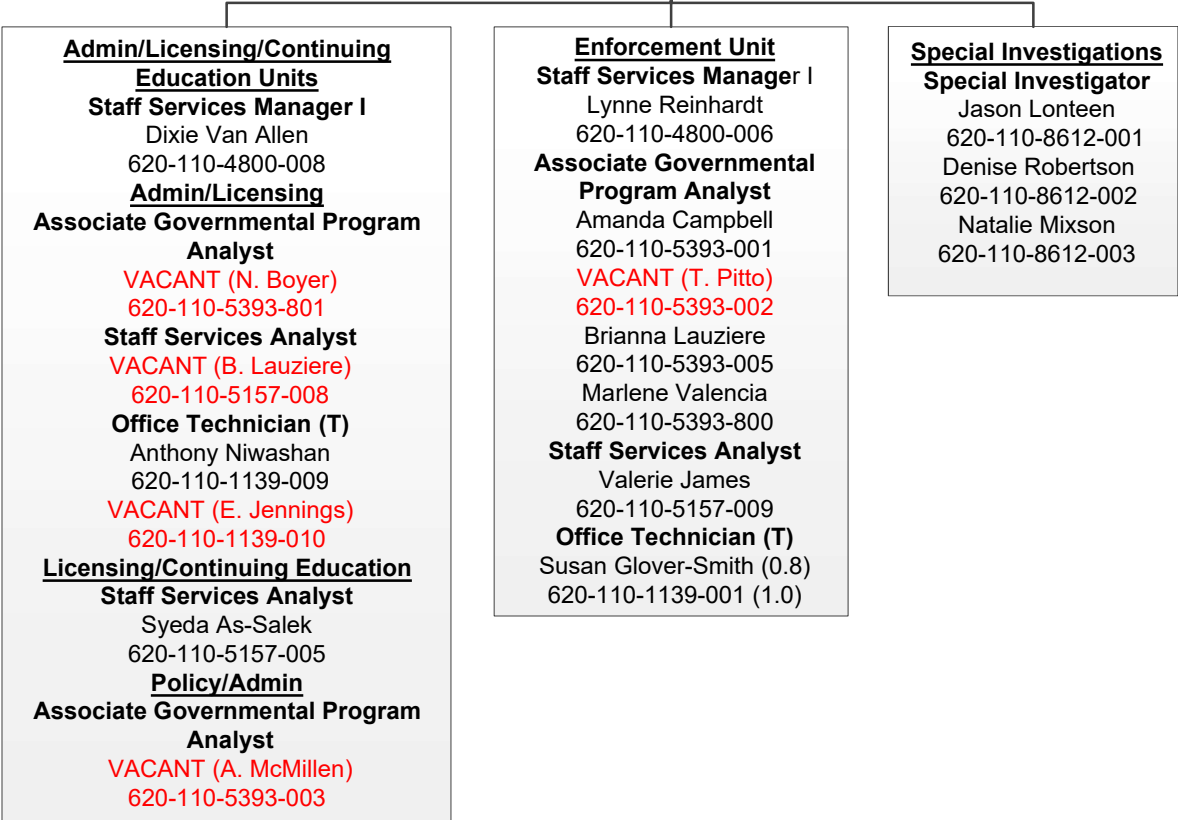 Admin/Licensing/Continuing
Education Units
Staff Services Manager I
Dixie Van Allen
620-110-4800-008
Admin/Licensing
Associate Governmental Program
Analyst
VACANT (N. Boyer)
620-110-5393-801
Staff Services Analyst
VACANT (B. Lauziere)
620-110-5157-008
Office Technician (T)
Anthony Niwashan
620-110-1139-009
VACANT (E. Jennings)
620-110-1139-010
Licensing/Continuing Education
Staff Services Analyst
Syeda As-Salek
620-110-5157-005
Policy/Admin
Associate Governmental Program
Analyst
VACANT (A. McMillen)
620-110-5393-003
Enforcement Unit
Staff Services Manager I
Lynne Reinhardt
620-110-4800-006
Associate Governmental
Program Analyst
Amanda Campbell
620-110-5393-001
VACANT (T. Pitto)
620-110-5393-002
Brianna Lauziere
620-110-5393-005
Marlene Valencia
620-110-5393-800
Staff Services Analyst
Valerie James
620-110-5157-009
Office Technician (T)
Susan Glover-Smith (0.8)
620-110-1139-001 (1.0)
Special Investigations
Special Investigator
Jason Lonteen
620-110-8612-001
Denise Robertson
620-110-8612-002
Natalie Mixson
620-110-8612-003